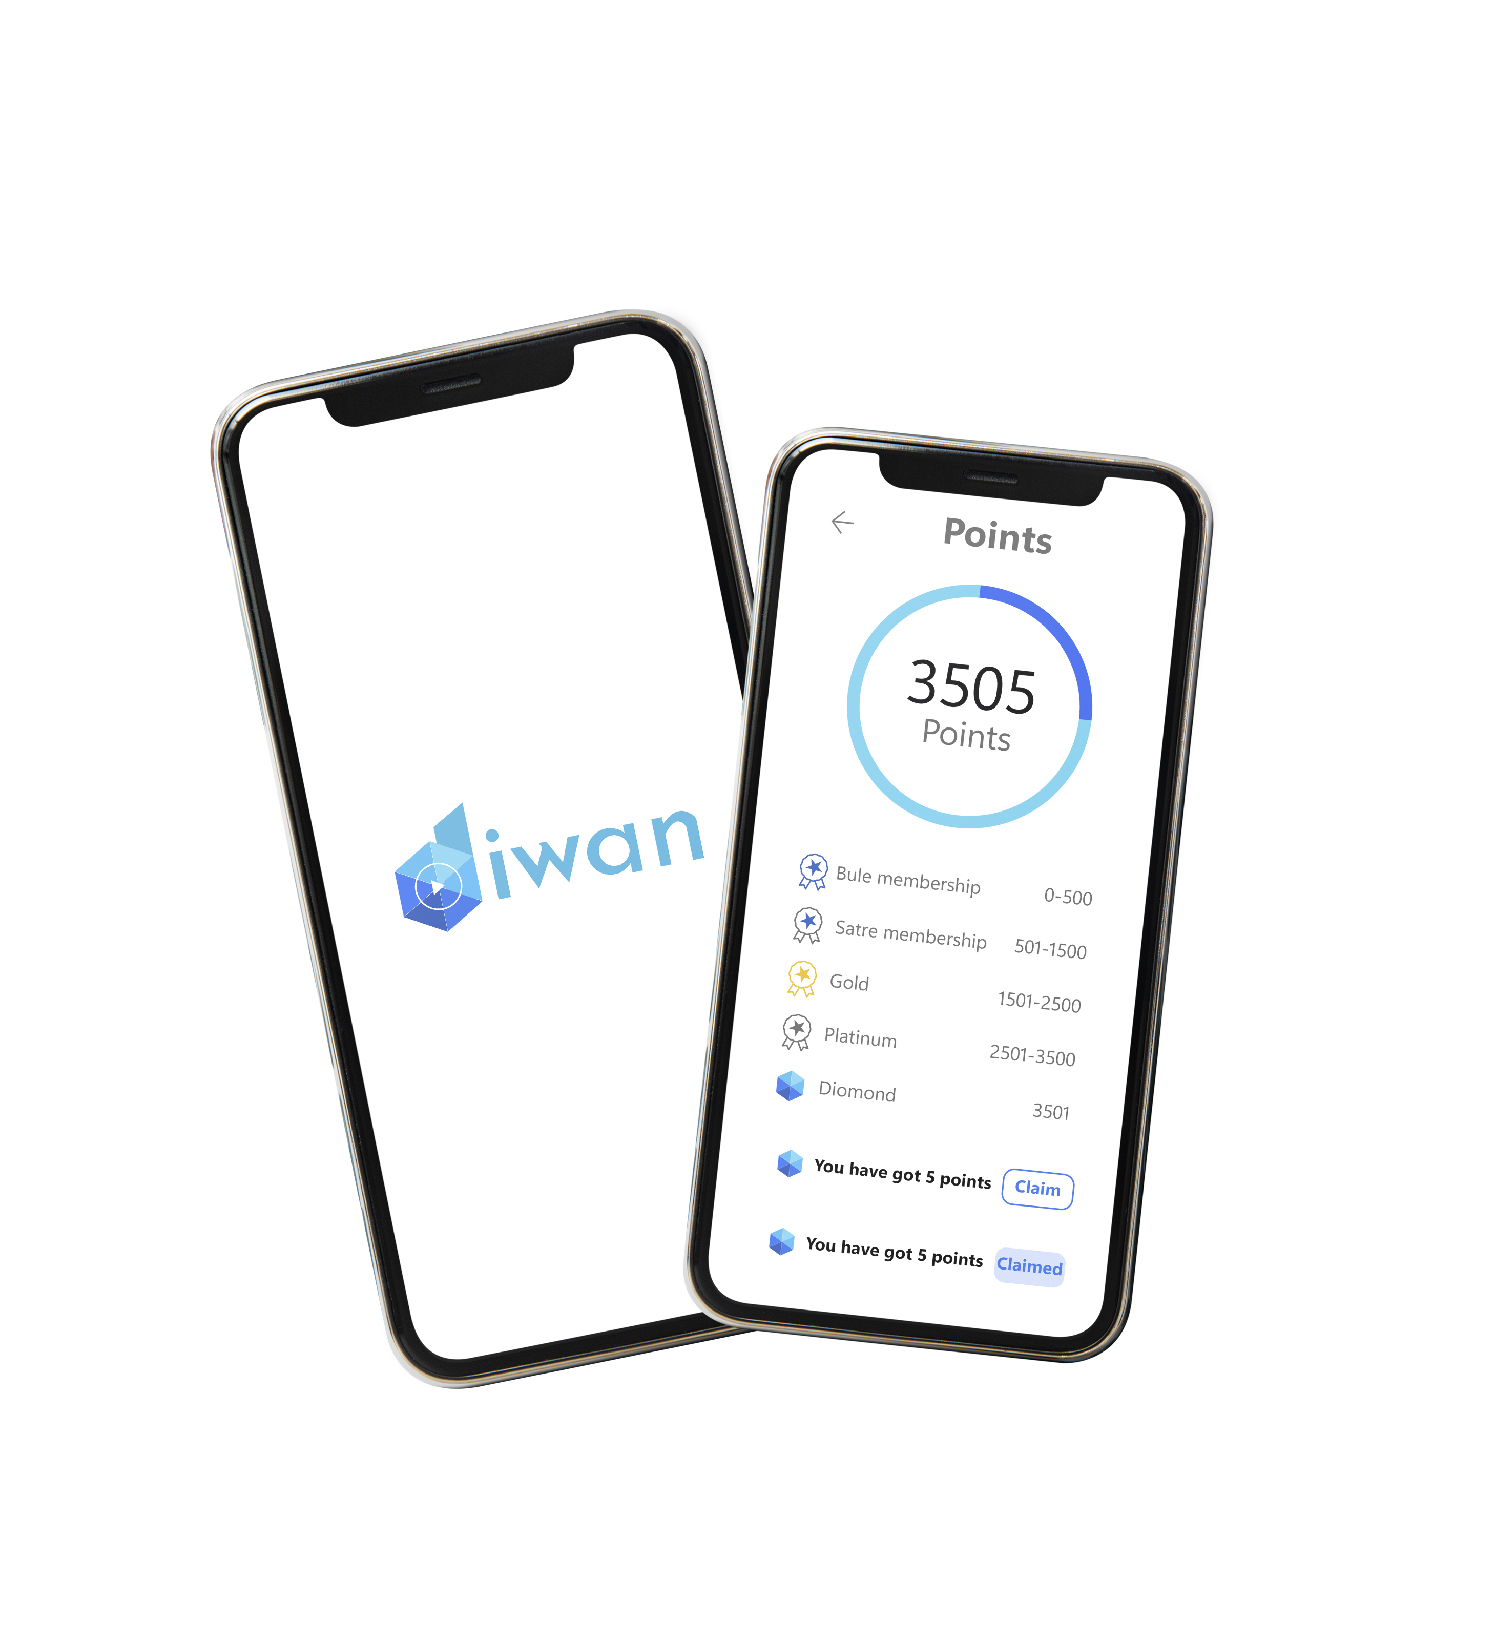 diwan
Points
3505
Points
Bule membership 0-500
Satre membership 501-1500
Gold 1501-2500
Platinum 2501-3500
Diomond 3501
You have got 5 points Claim
You have got 5 points Claimed